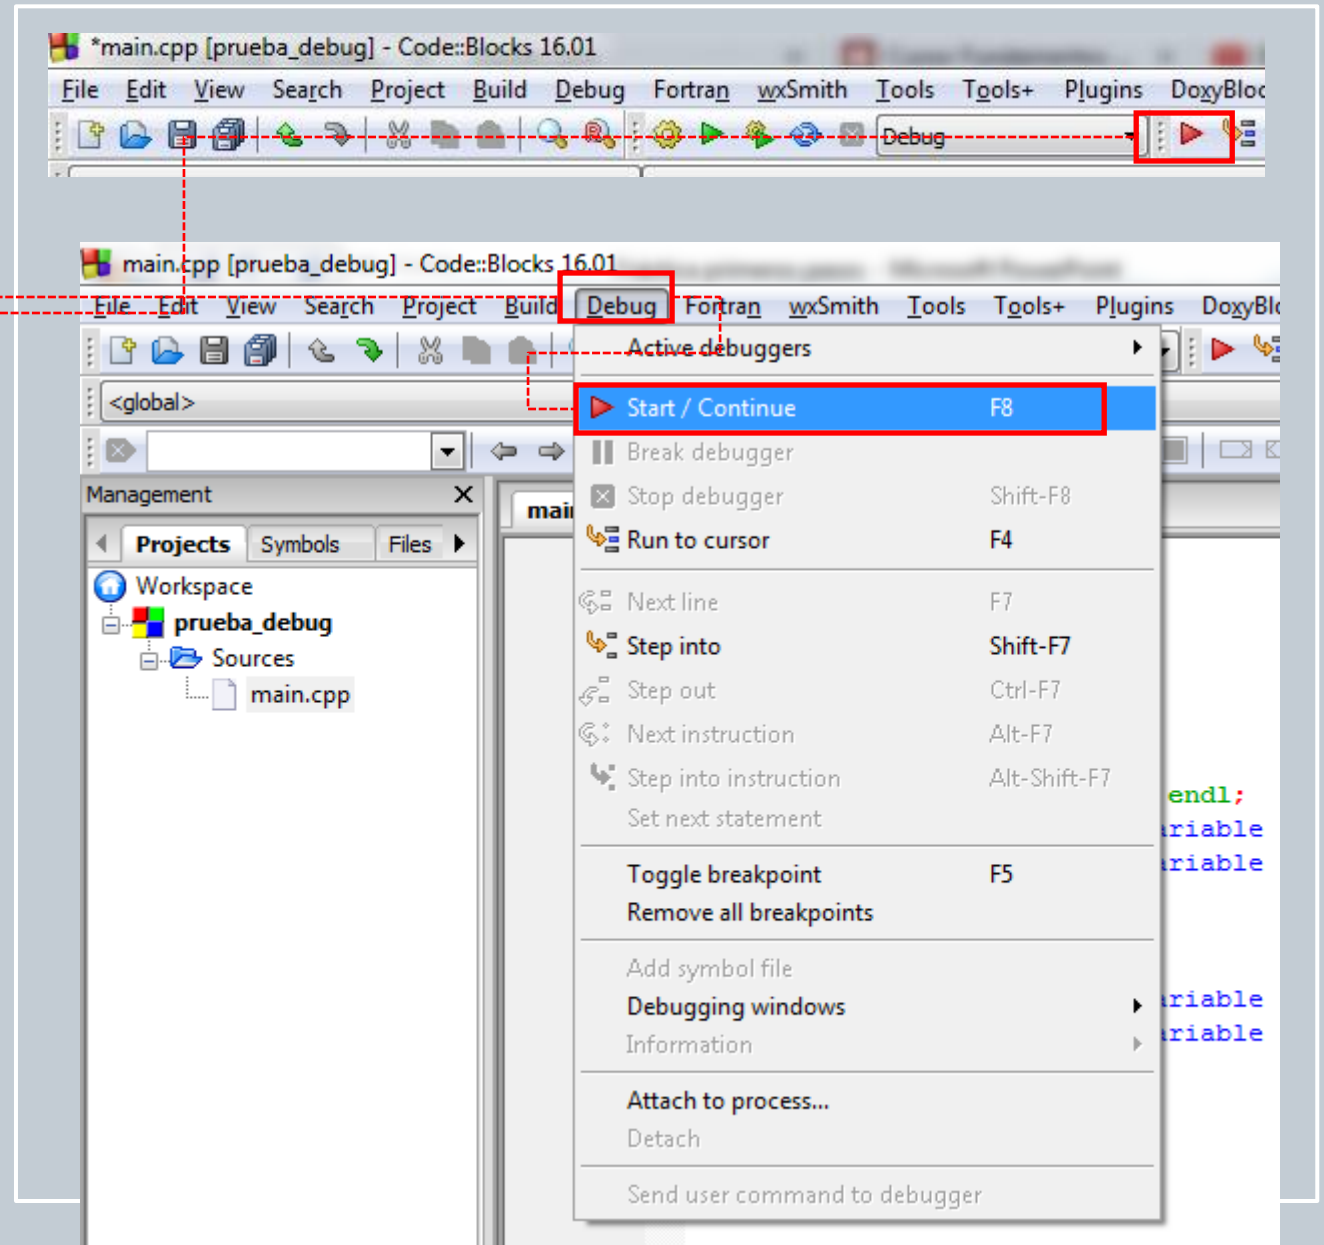 *main.cpp [prueba_debug] - Code::Blocks 16.01
File Edit View Search Project Build Debug Fortran wxSmith Tools Tools+ Plugins DoxyBloc
Debug
main.cpp [prueba_debug] - Code::Blocks 16.01
File Edit View Search Project Build Debug Fortran wxSmith Tools Tools+ Plugins DoxyBl
Active debuggers
<global>
Start / Continue F8
Break debugger
Management
Stop debugger Shift-F8
mai
Projects Symbols Files
Run to cursor F4
Workspace
Next line F7
prueba_debug
Step into Shift-F7
Sources
main.cpp
Step out Ctrl-F7
Next instruction Alt-F7
Step into instruction Alt-Shift-F7
endl;
Set next statement
riable
Toggle breakpoint F5
riable
Remove all breakpoints
Add symbol file
Debugging windows
riable
Information
riable
Attach to process...
Detach
Send user command to debugger